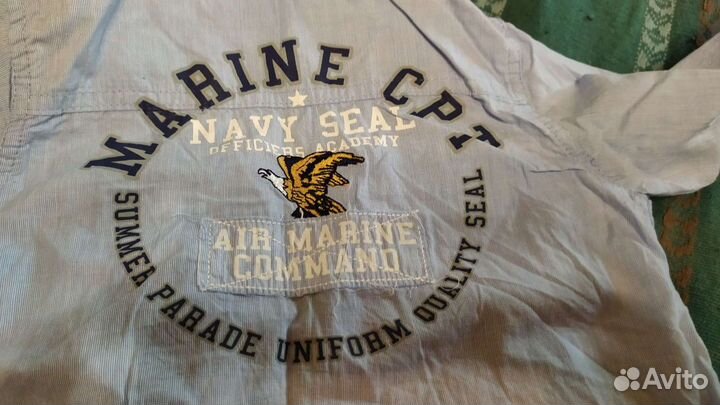 MARINE CPT
NAVY SEAL
OFFICIERS ACADEMY
AIR MARINE
COMMAND
SUMMER PARADE UNIFORM QUALITY SEAL
Avito